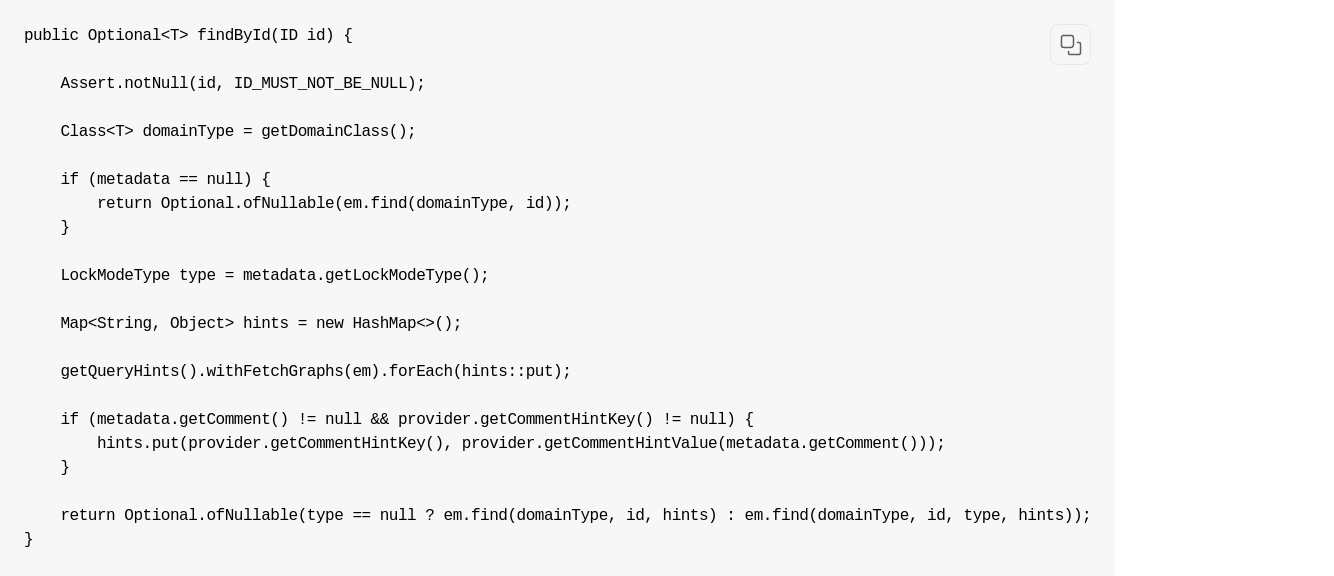 public Optional<T> findById(ID id) {
Assert.notNull(id, ID_MUST_NOT_BE_NULL);
Class<T> domainType = getDomainClass();
if (metadata == null) {
return Optional.ofNullable(em.find(domainType, id));
}
LockModeType type = metadata.getLockModeType();
Map<String, Object> hints = new HashMap<>();
getQueryHints().withFetchGraphs(em).forEach(hints::put);
if (metadata.getComment() != null && provider.getCommentHintKey() != null) {
hints.put(provider.getCommentHintKey(), provider.getCommentHintValue(metadata.getComment()));
}
return Optional.ofNullable(type == null ? em.find(domainType, id, hints) : em.find(domainType, id, type, hints));
}